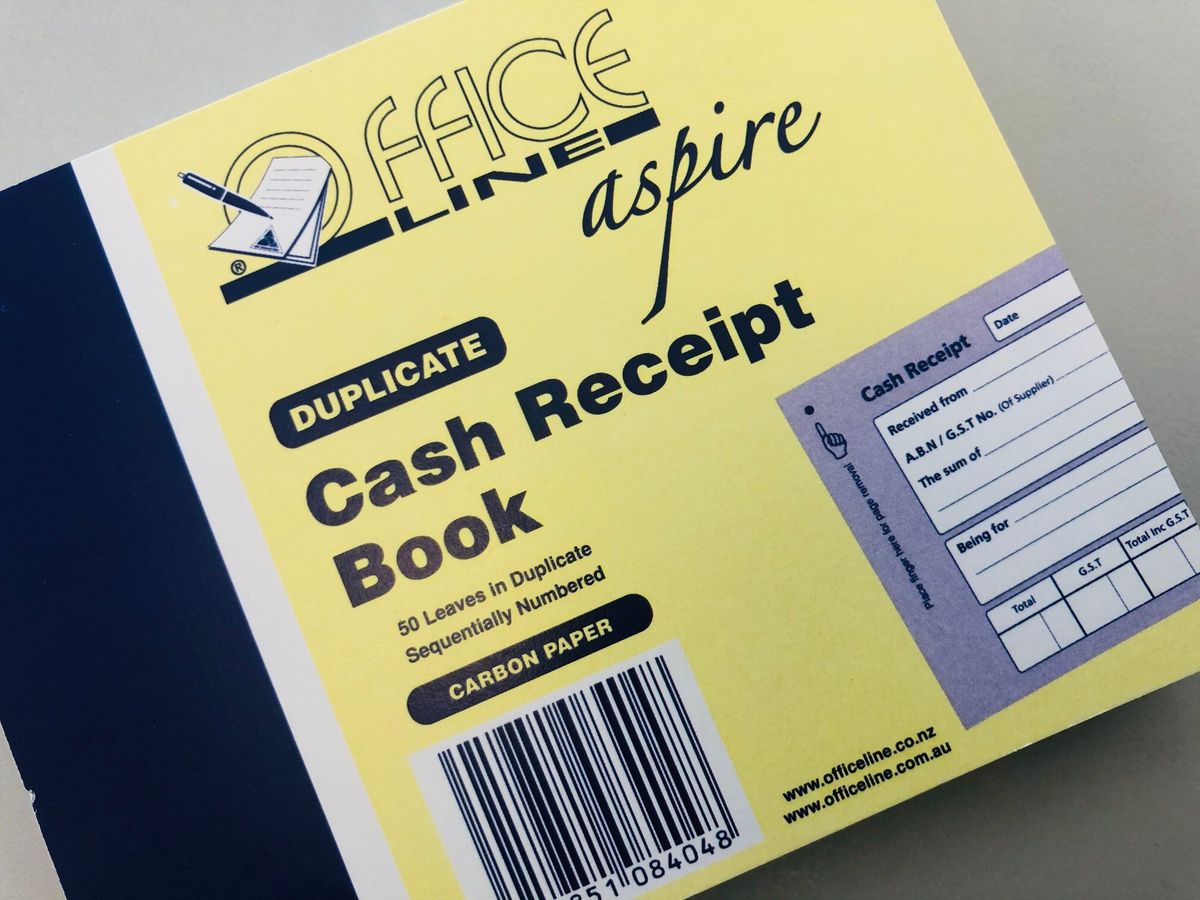 OFFICE
LINE
aspire
®
DUPLICATE
Cash Receipt
Book
50 Leaves in Duplicate
Sequentially Numbered
CARBON PAPER
851 084048
www.officeline.co.nz
www.officeline.com.au
Cash Receipt
Date
Received from
A.B.N / G.S.T No. (Of Supplier)
The sum of
Being for
Total
G.S.T
Total Inc G.S.T
Place finger here for page removal